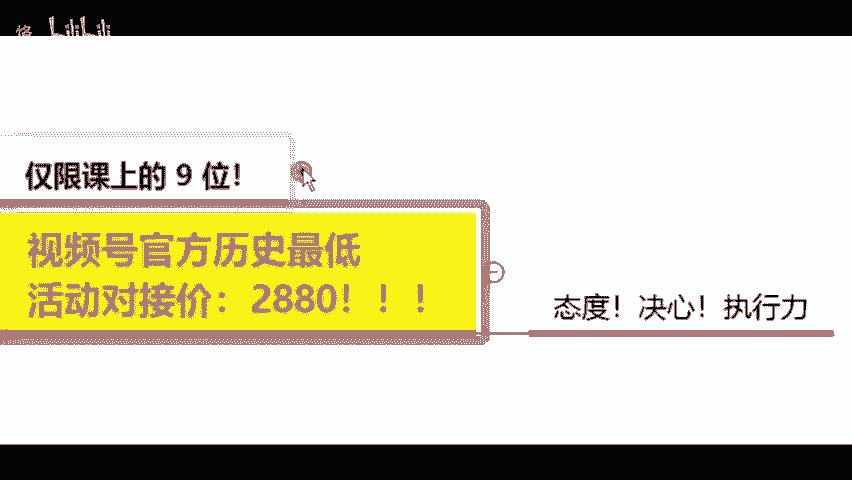 bilibili
仅限课上的 9 位！
视频号官方历史最低
活动对接价：2880！！！
态度！决心！执行力